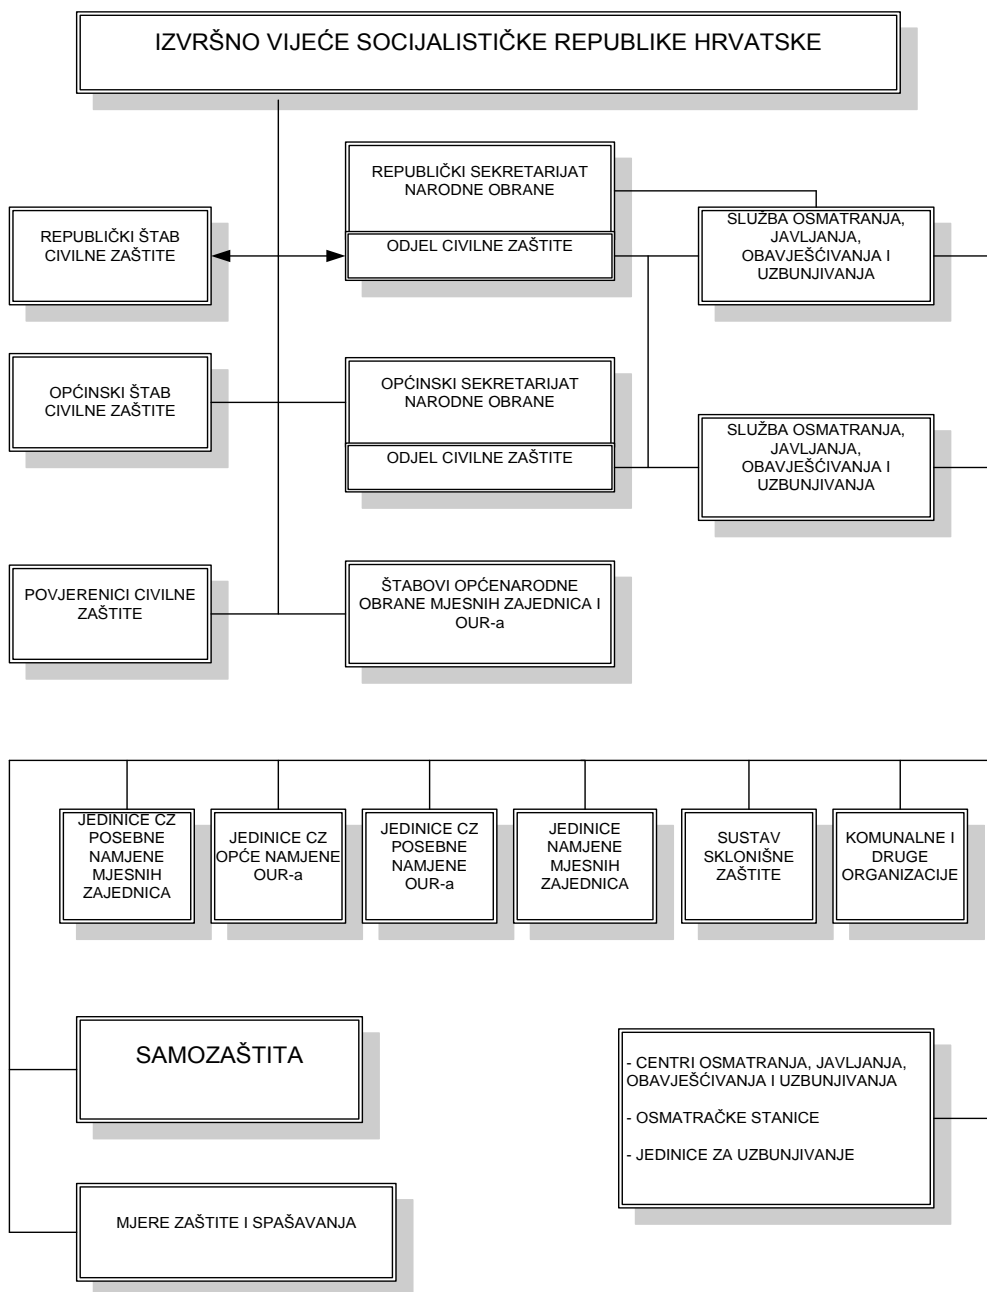 IZVRŠNO VIJEĆE SOCIJALISTIČKE REPUBLIKE HRVATSKE
REPUBLIČKI SEKRETARIJAT
NARODNE OBRANE
ODJEL CIVILNE ZAŠTITE
REPUBLIČKI ŠTAB
CIVILNE ZAŠTITE
SLUŽBA OSMATRANJA,
JAVLJANJA,
OBAVJEŠĆIVANJA I
UZBUNJIVANJA
OPĆINSKI ŠTAB
CIVILNE ZAŠTITE
OPĆINSKI SEKRETARIJAT
NARODNE OBRANE
ODJEL CIVILNE ZAŠTITE
SLUŽBA OSMATRANJA,
JAVLJANJA,
OBAVJEŠĆIVANJA I
UZBUNJIVANJA
POVJERENICI CIVILNE
ZAŠTITE
ŠTABOVI OPĆENARODNE
OBRANE MJESNIH ZAJEDNICA I
OUR-a
JEDINICE CZ
POSEBNE
NAMJENE
MJESNIH
ZAJEDNICA
JEDINICE CZ
OPĆE NAMJENE
OUR-a
JEDINICE CZ
POSEBNE
NAMJENE
OUR-a
JEDINICE
NAMJENE
MJESNIH
ZAJEDNICA
SUSTAV
SKLONIŠNE
ZAŠTITE
KOMUNALNE I
DRUGE
ORGANIZACIJE
SAMOZAŠTITA
- CENTRI OSMATRANJA, JAVLJANJA,
OBAVJEŠĆIVANJA I UZBUNJIVANJA
- OSMATRAČKE STANICE
- JEDINICE ZA UZBUNJIVANJE
MJERE ZAŠTITE I SPAŠAVANJA